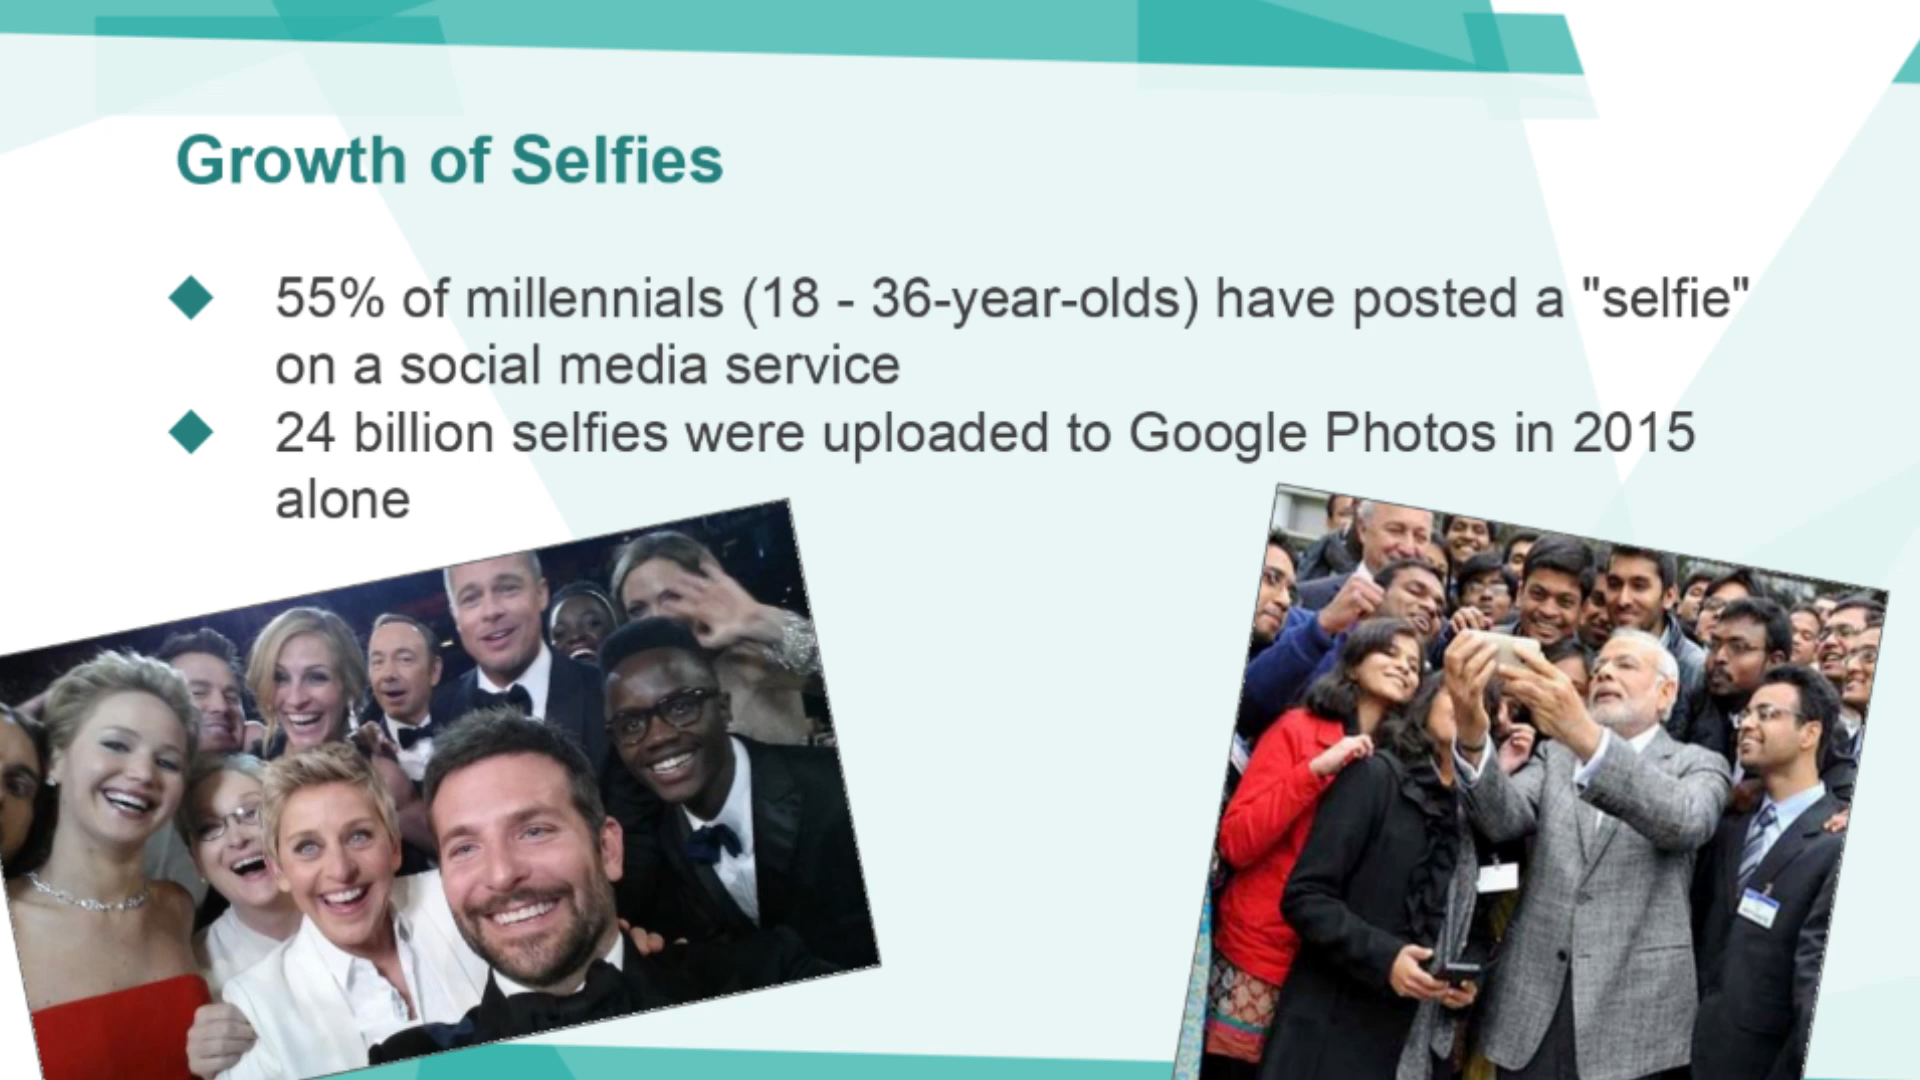 Growth of Selfies
55% of millennials (18 - 36-year-olds) have posted a "selfie"
on a social media service
24 billion selfies were uploaded to Google Photos in 2015
alone